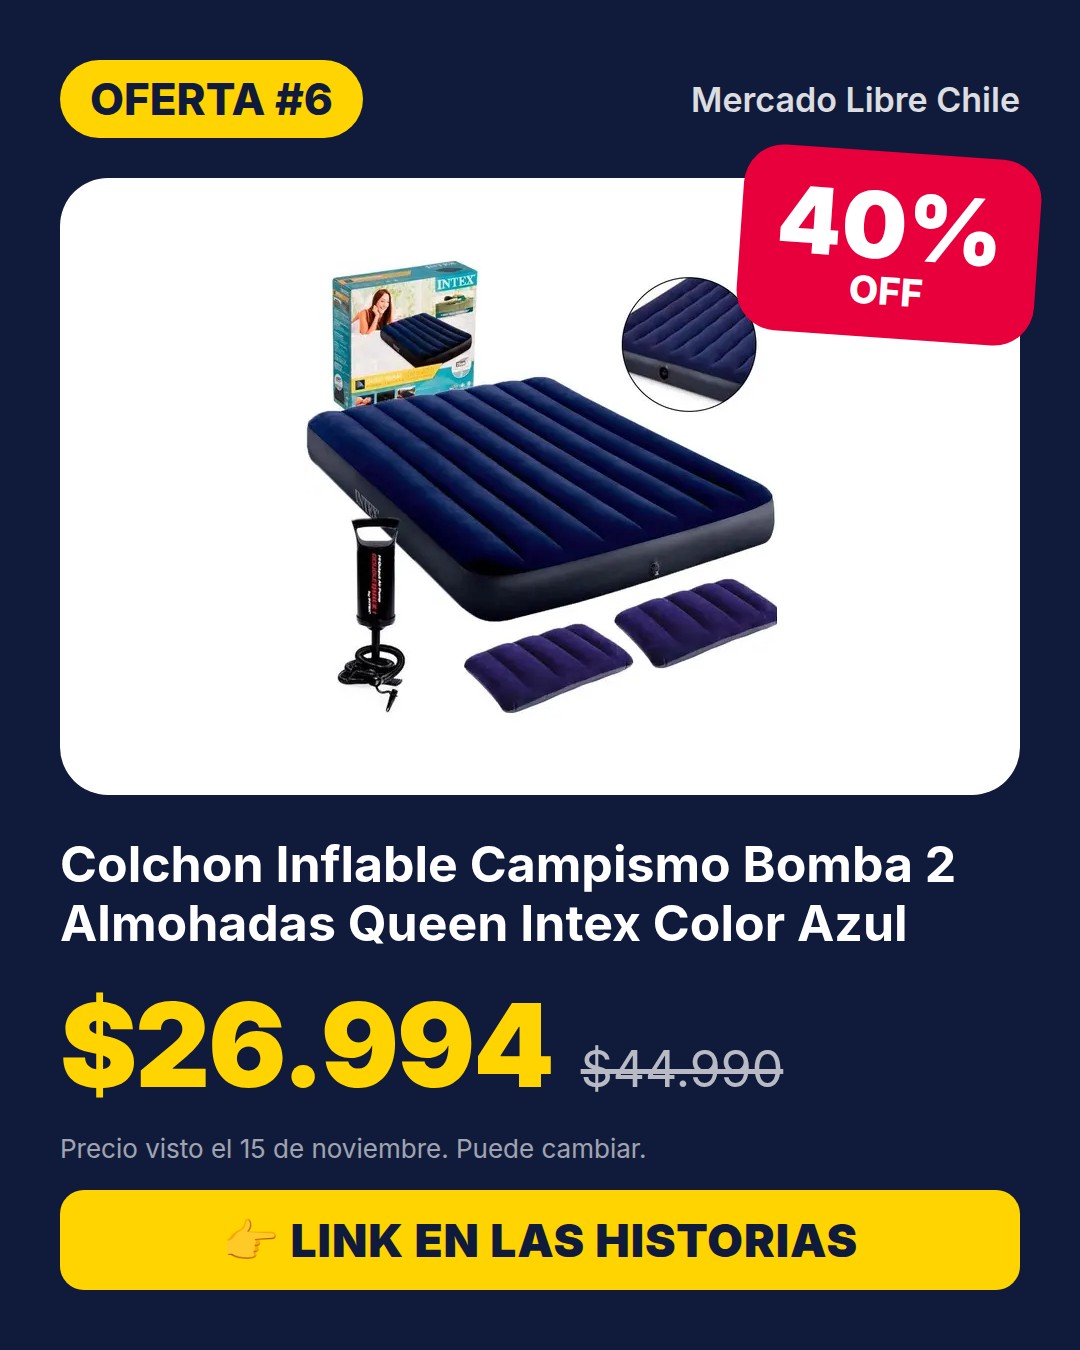 OFERTA #6
Mercado Libre Chile
40%
OFF
INTEX
INTEX
Colchon Inflable Campismo Bomba 2
Almohadas Queen Intex Color Azul
$26.994 $44.990
Precio visto el 15 de noviembre. Puede cambiar.
👉 LINK EN LAS HISTORIAS